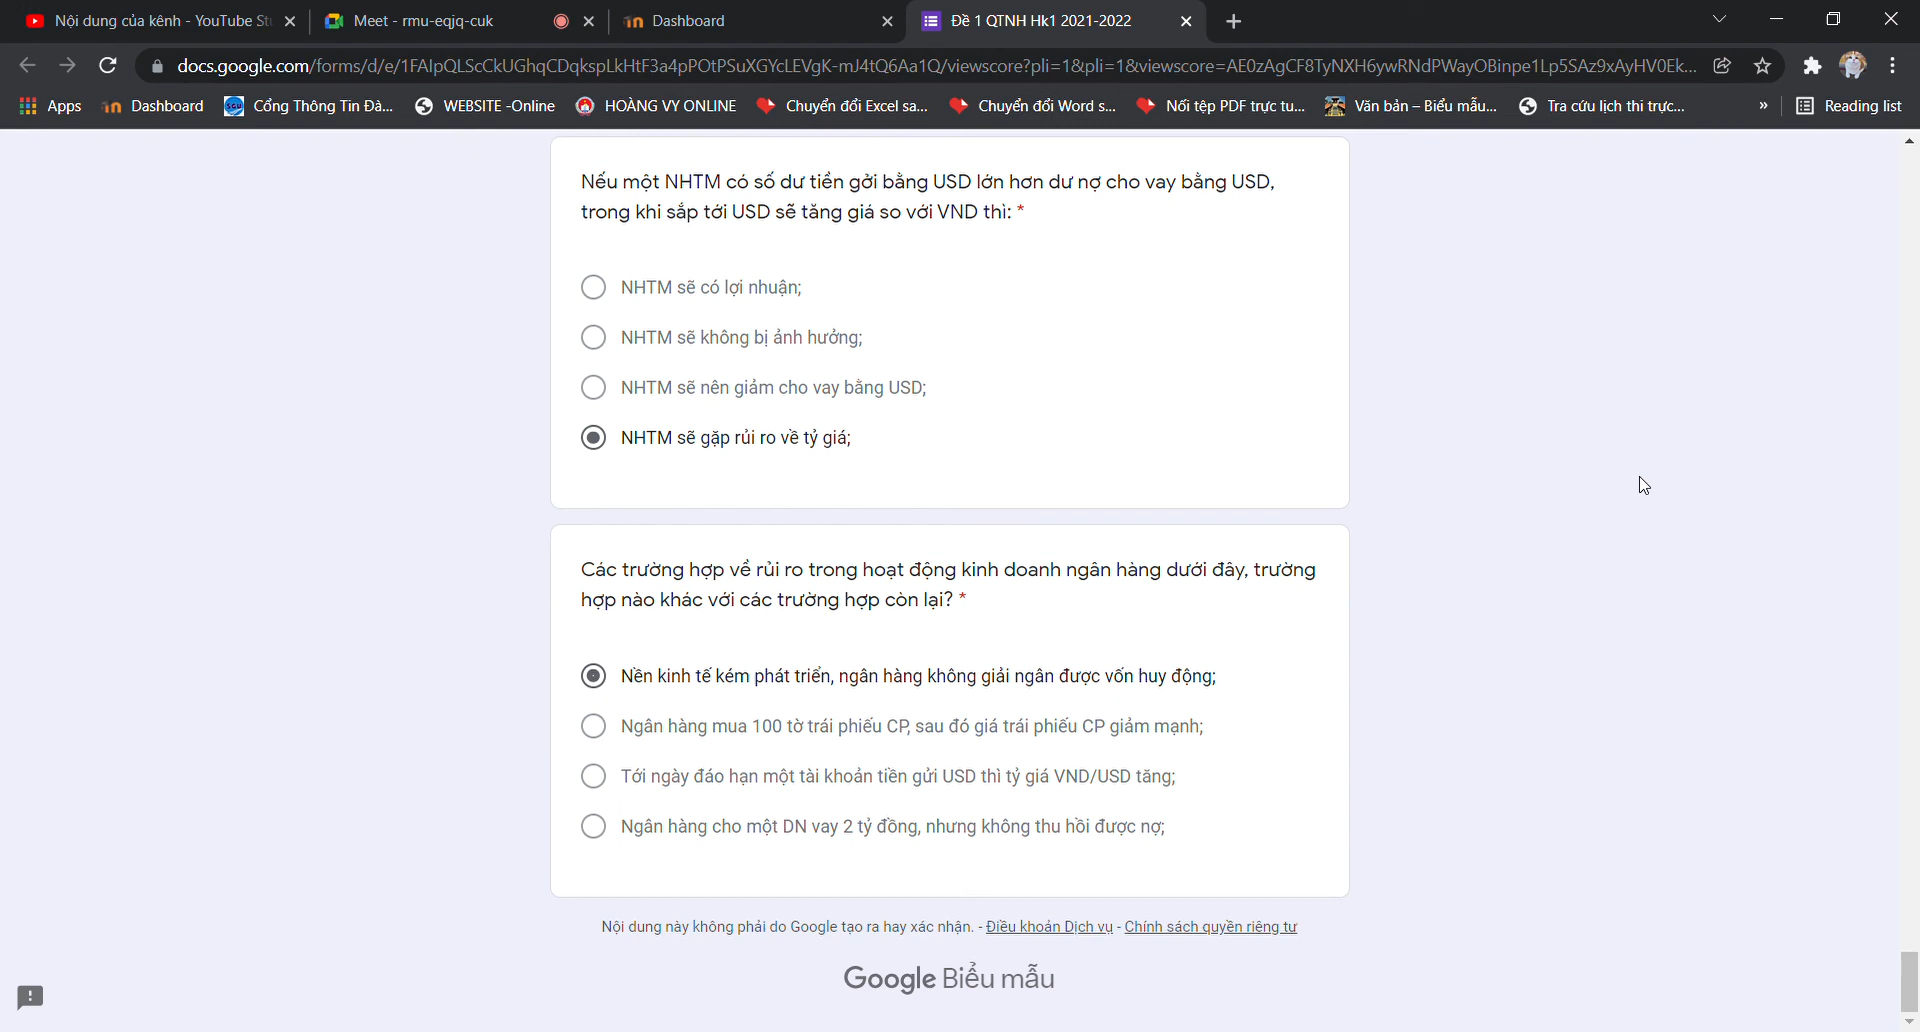 Nội dung của kênh - YouTube St
Meet - rmu-eqjq-cuk
Dashboard
Đề 1 QTNH Hk1 2021-2022
docs.google.com/forms/d/e/1FAIpQLScCkUGhqCDqkspLkHtF3a4pPOtPSuXGYcLEVgK-mJ4tQ6Aa1Q/viewscore?pli=1&pli=1&viewscore=AE0zAgCF8TyNXH6ywRNdPWayOBinpe1Lp5SAz9xAyHV0Ek...
Apps
Dashboard
Cổng Thông Tin Đà...
WEBSITE -Online
HOÀNG VY ONLINE
Chuyển đổi Excel sa...
Chuyển đổi Word s...
Nối tệp PDF trực tu...
Văn bản – Biểu mẫu...
Tra cứu lịch thi trực...
»
Reading list
Nếu một NHTM có số dư tiền gởi bằng USD lớn hơn dư nợ cho vay bằng USD,
trong khi sắp tới USD sẽ tăng giá so với VND thì: *
NHTM sẽ có lợi nhuận;
NHTM sẽ không bị ảnh hưởng;
NHTM sẽ nên giảm cho vay bằng USD;
NHTM sẽ gặp rủi ro về tỷ giá;
Các trường hợp về rủi ro trong hoạt động kinh doanh ngân hàng dưới đây, trường
hợp nào khác với các trường hợp còn lại? *
Nền kinh tế kém phát triển, ngân hàng không giải ngân được vốn huy động;
Ngân hàng mua 100 tờ trái phiếu CP, sau đó giá trái phiếu CP giảm mạnh;
Tới ngày đáo hạn một tài khoản tiền gửi USD thì tỷ giá VND/USD tăng;
Ngân hàng cho một DN vay 2 tỷ đồng, nhưng không thu hồi được nợ;
Nội dung này không phải do Google tạo ra hay xác nhận. - Điều khoản Dịch vụ - Chính sách quyền riêng tư
Google Biểu mẫu